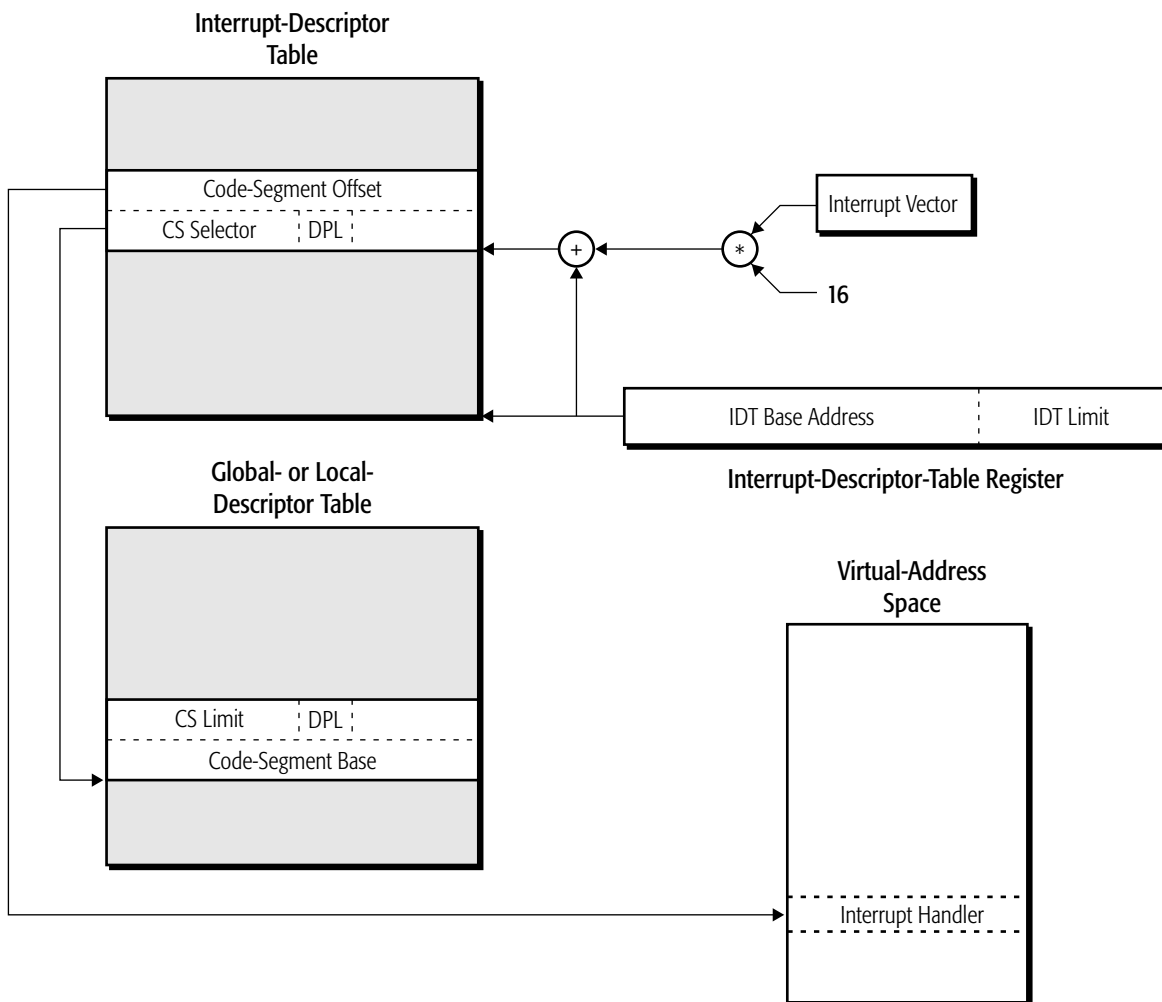 Interrupt-Descriptor
Table
Code-Segment Offset
CS Selector DPL
Interrupt Vector
+
*
16
IDT Base Address IDT Limit
Interrupt-Descriptor-Table Register
Global- or Local-
Descriptor Table
CS Limit DPL
Code-Segment Base
Virtual-Address
Space
Interrupt Handler